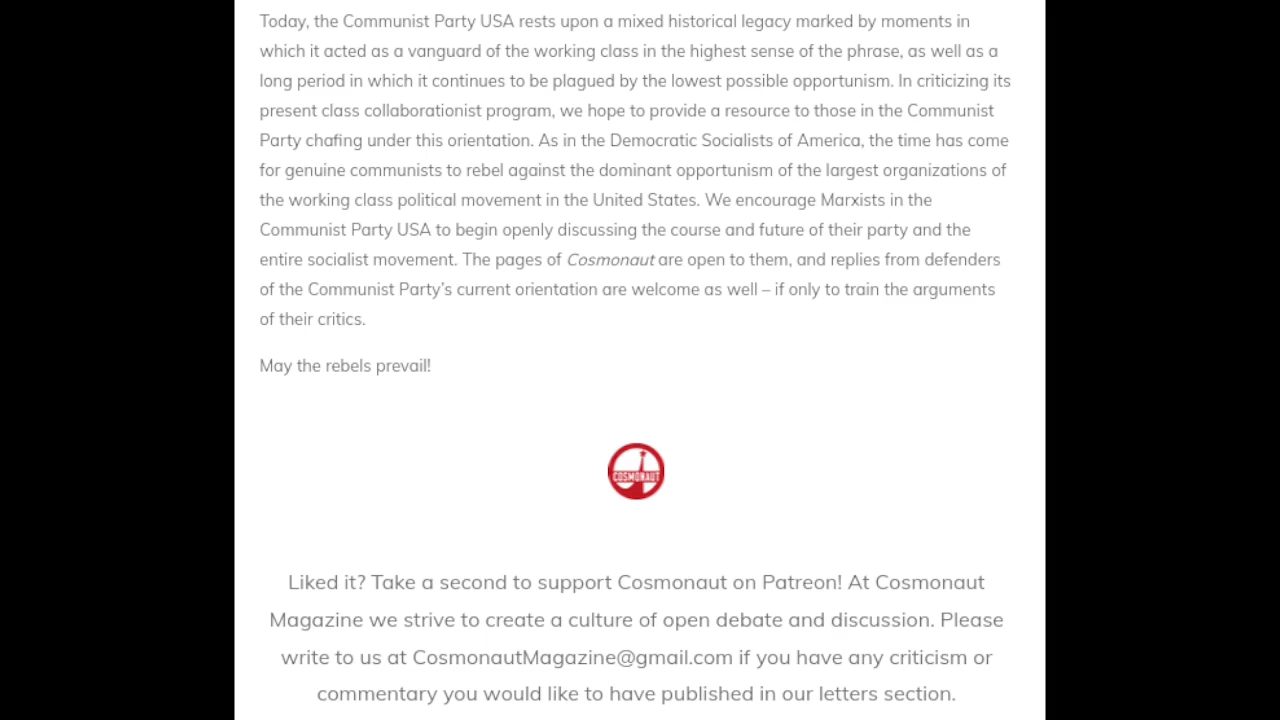 Today, the Communist Party USA rests upon a mixed historical legacy marked by moments in
which it acted as a vanguard of the working class in the highest sense of the phrase, as well as a
long period in which it continues to be plagued by the lowest possible opportunism. In criticizing its
present class collaborationist program, we hope to provide a resource to those in the Communist
Party chafing under this orientation. As in the Democratic Socialists of America, the time has come
for genuine communists to rebel against the dominant opportunism of the largest organizations of
the working class political movement in the United States. We encourage Marxists in the
Communist Party USA to begin openly discussing the course and future of their party and the
entire socialist movement. The pages of Cosmonaut are open to them, and replies from defenders
of the Communist Party’s current orientation are welcome as well – if only to train the arguments
of their critics.
May the rebels prevail!
COSMONAUT
Liked it? Take a second to support Cosmonaut on Patreon! At Cosmonaut
Magazine we strive to create a culture of open debate and discussion. Please
write to us at CosmonautMagazine@gmail.com if you have any criticism or
commentary you would like to have published in our letters section.